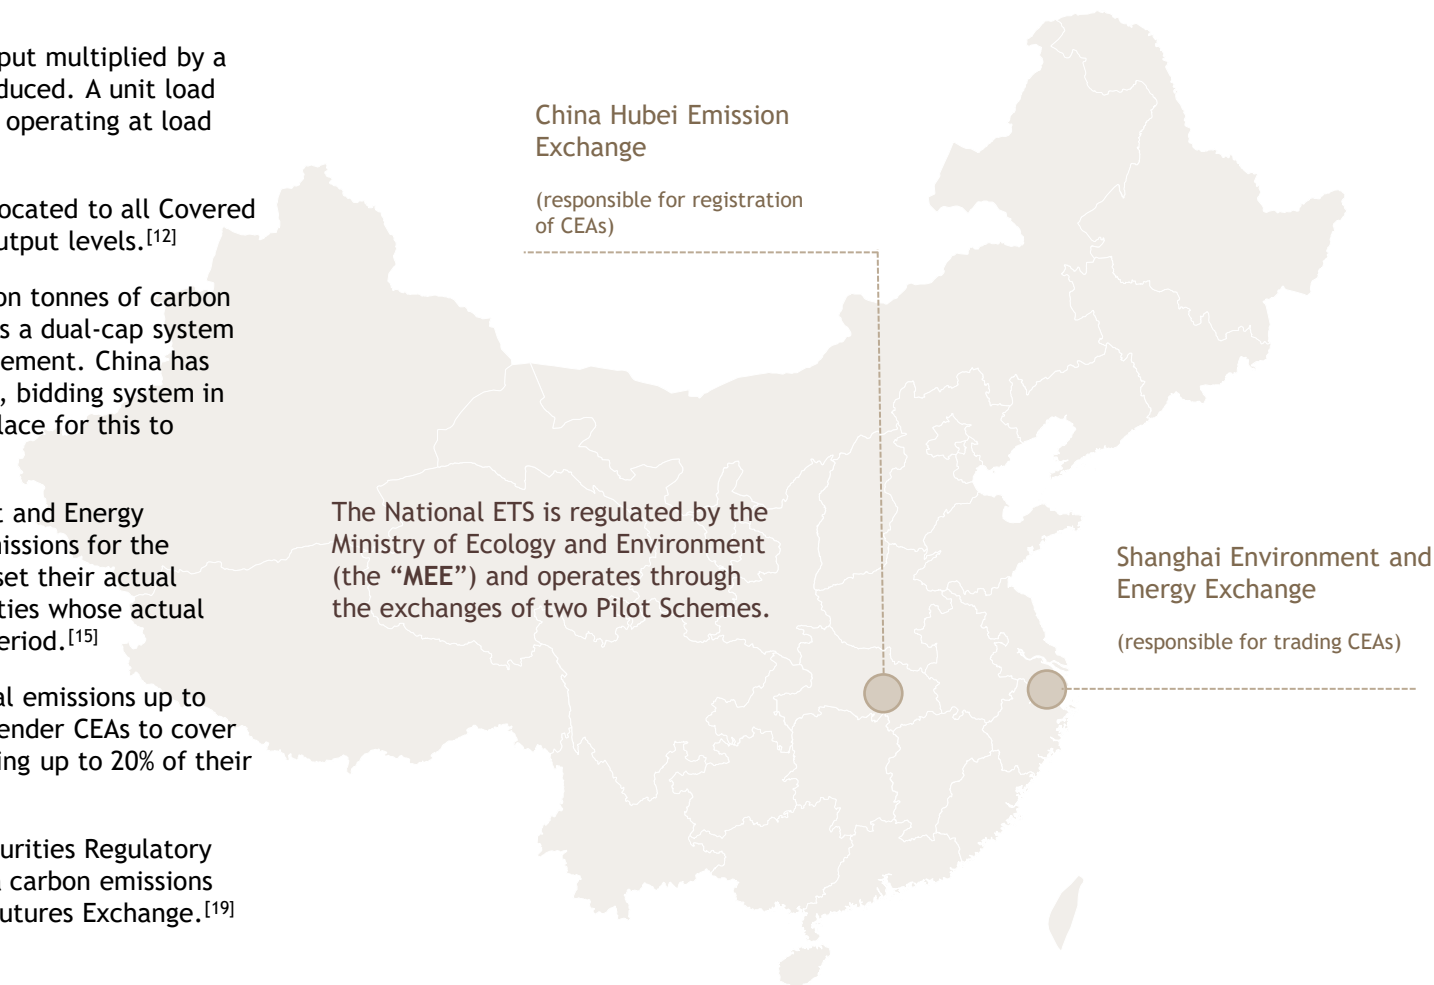 put multiplied by a
duced. A unit load
operating at load
located to all Covered
utput levels.[12]
on tonnes of carbon
s a dual-cap system
ement. China has
, bidding system in
lace for this to
t and Energy
nissions for the
set their actual
ties whose actual
eriod.[15]
al emissions up to
ender CEAs to cover
ing up to 20% of their
urities Regulatory
a carbon emissions
utures Exchange.[19]
China Hubei Emission
Exchange
(responsible for registration
of CEAs)
The National ETS is regulated by the
Ministry of Ecology and Environment
(the “MEE”) and operates through
the exchanges of two Pilot Schemes.
Shanghai Environment and
Energy Exchange
(responsible for trading CEAs)